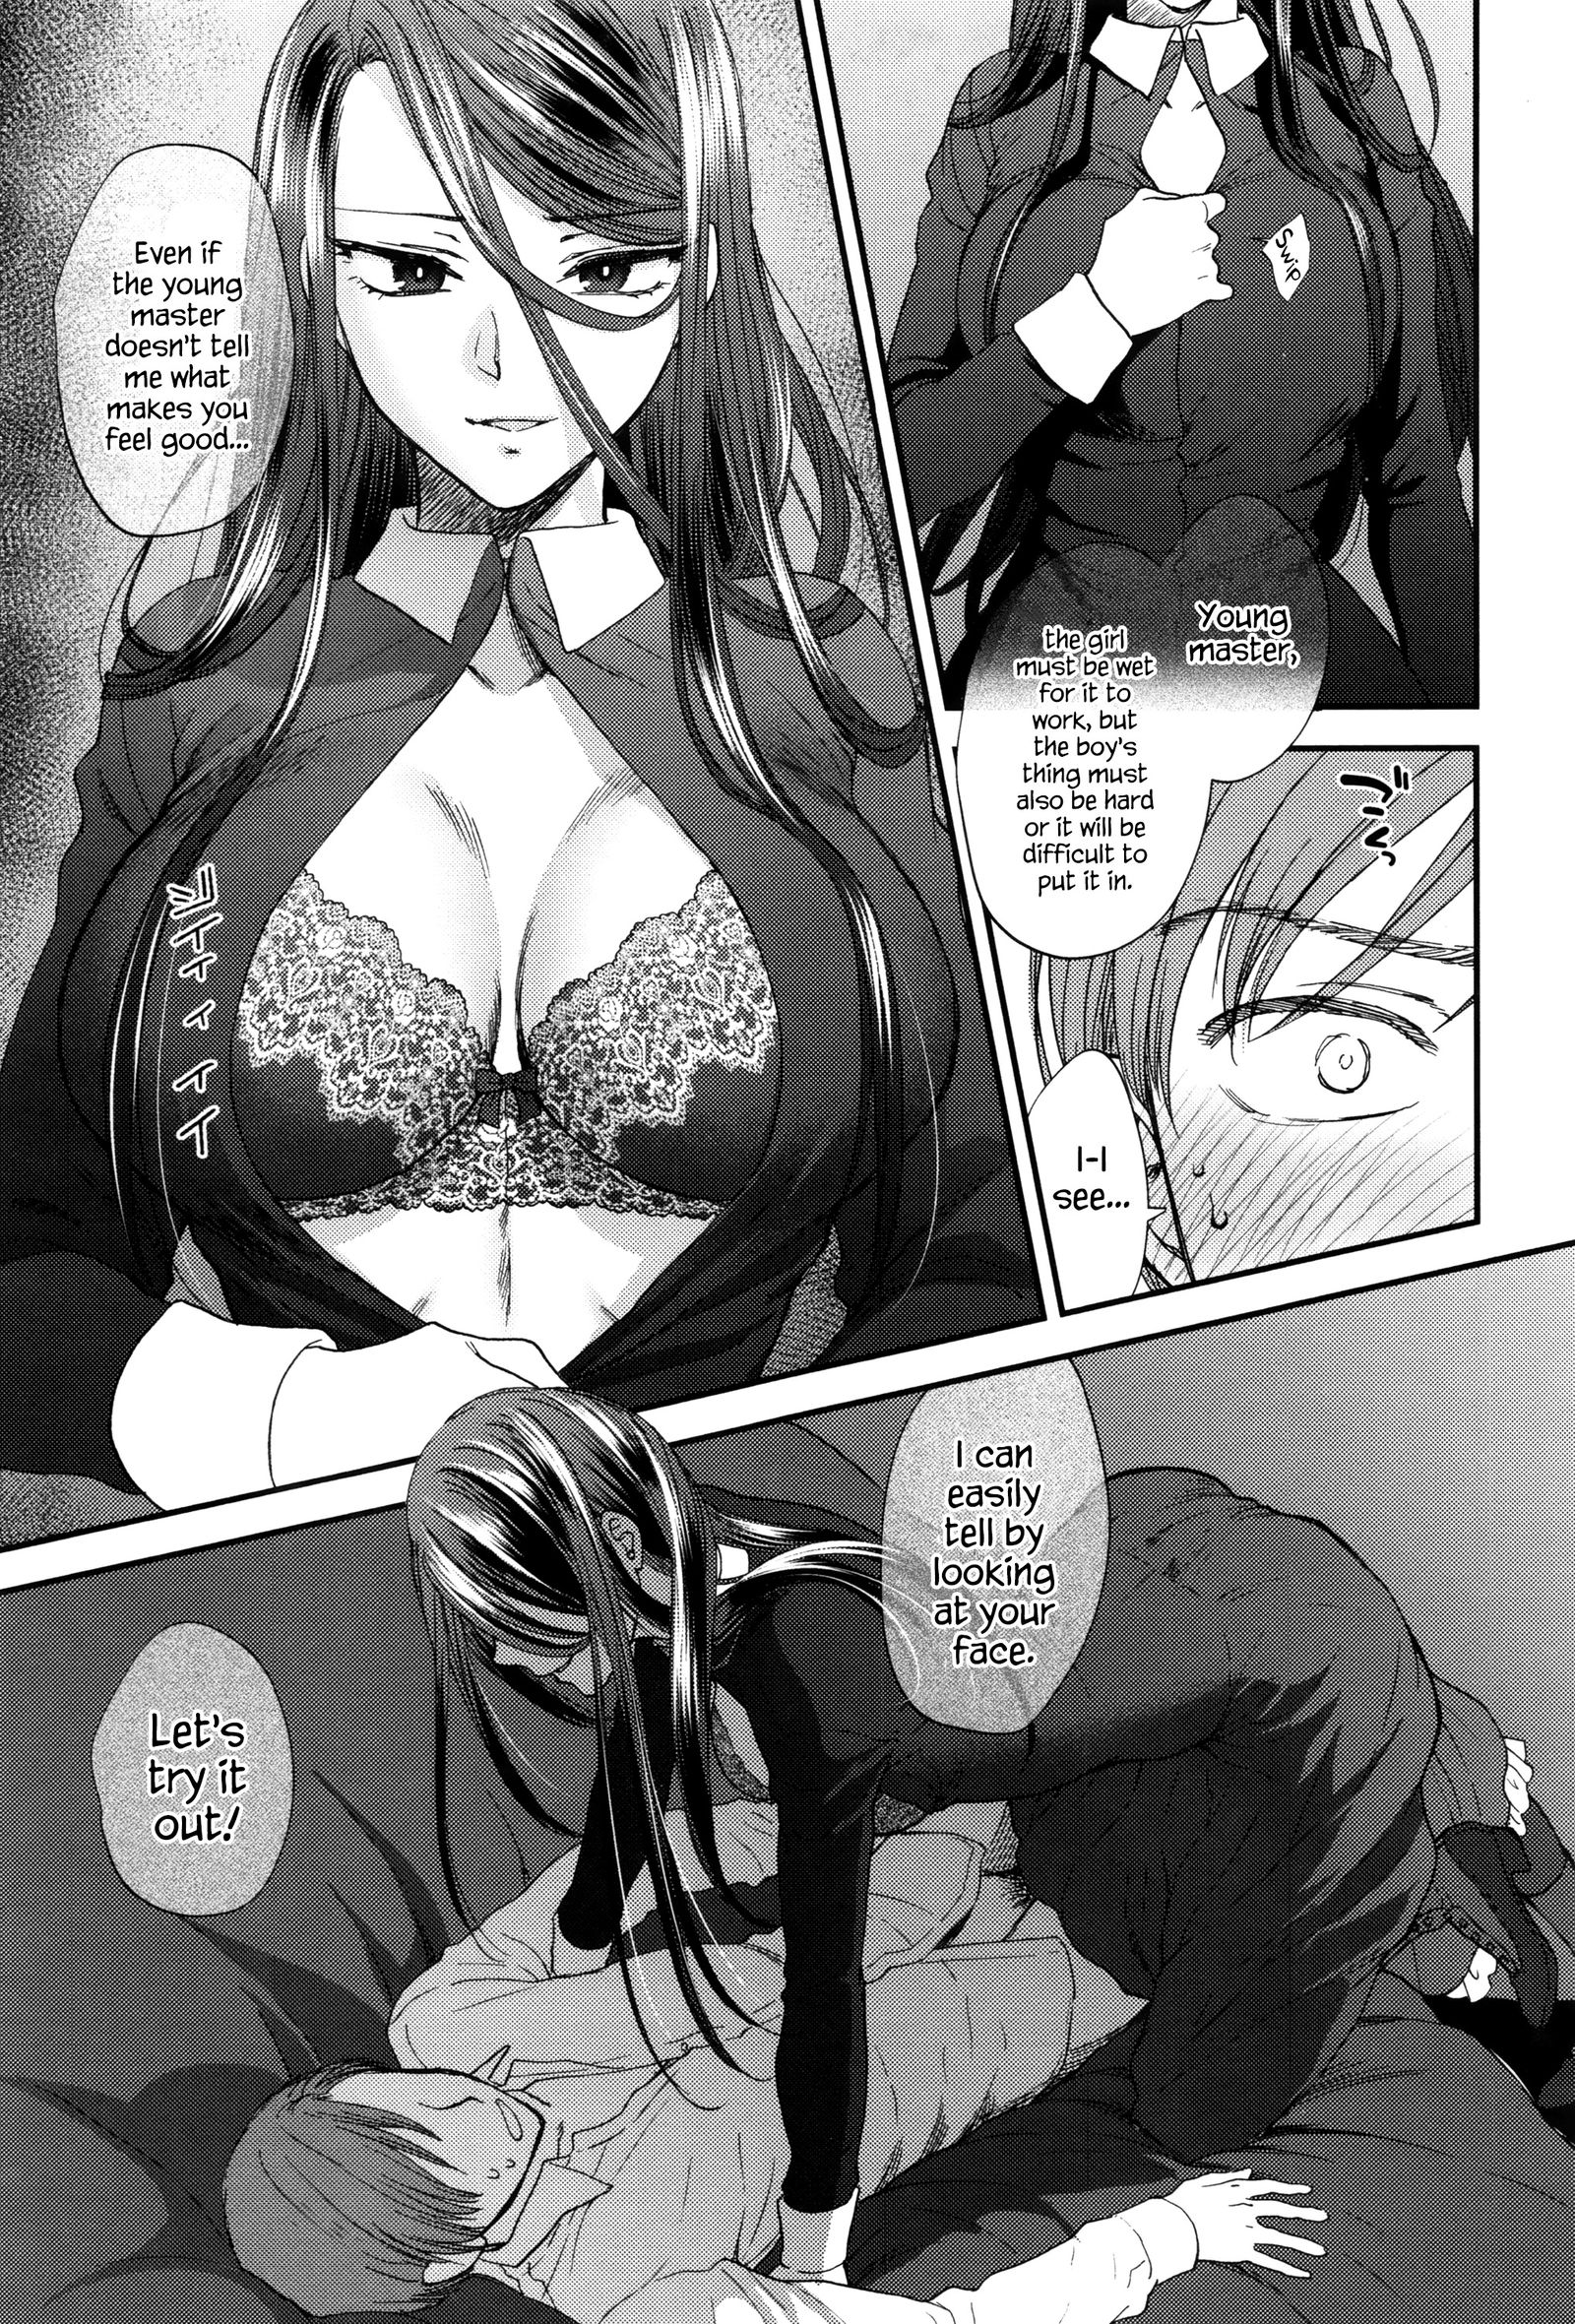 Swip
Young
master,
the girl
must be wet
for it to
work, but
the boy's
thing must
also be hard
or it will be
difficult to
put it in.
I-I
see...
Even if
the young
master
doesn't tell
me what
makes you
feel good...
ジイィィイイ
I can
easily
tell by
looking
at your
face.
Let's
try it
out!